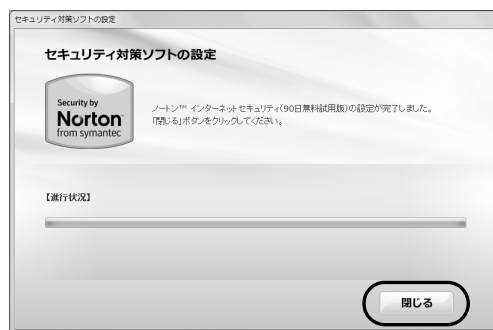 セキュリティ対策ソフトの設定
セキュリティ対策ソフトの設定
Security by
Norton
from symantec
ノートン™ インターネット セキュリティ(90日無料試用版)の設定が完了しました。
「閉じる」ボタンをクリックしてください。
【進行状況】
閉じる